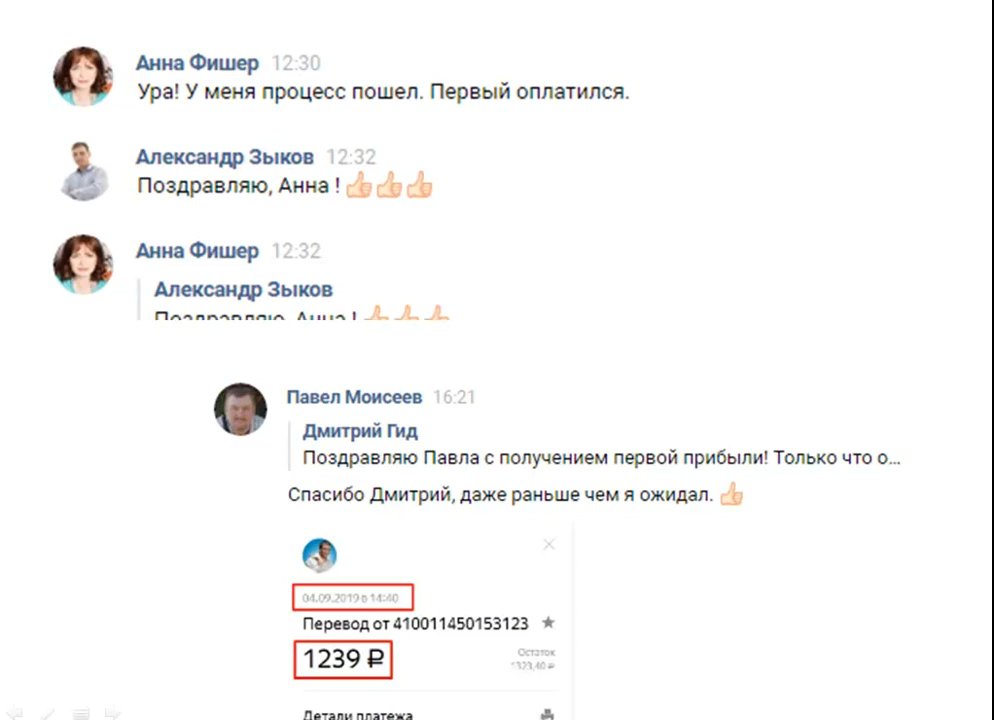 Анна Фишер 12:30
Ура! У меня процесс пошел. Первый оплатился.
Александр Зыков 12:32
Поздравляю, Анна !
Анна Фишер 12:32
Александр Зыков
Поздравляю, Анна !
Павел Моисеев 16:21
Дмитрий Гид
Поздравляю Павла с получением первой прибыли! Только что о...
Спасибо Дмитрий, даже раньше чем я ожидал.
04.09.2019 в 14:40
Перевод от 410011450153123
1239 ₽
Остаток
1323,40 ₽
Детали платежа